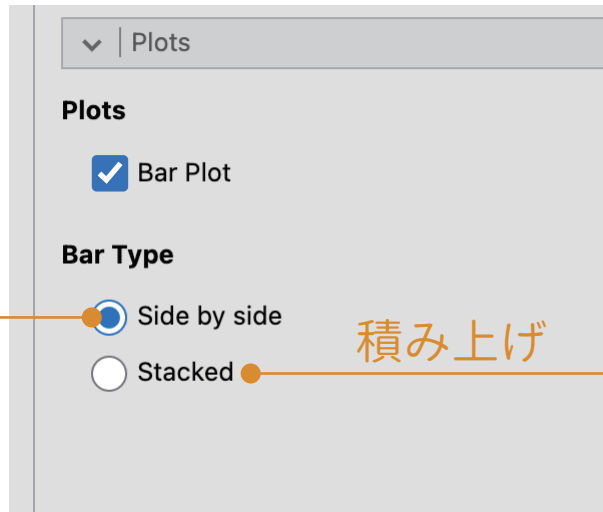 Plots
Plots
Bar Plot
Bar Type
Side by side
積み上げ
Stacked